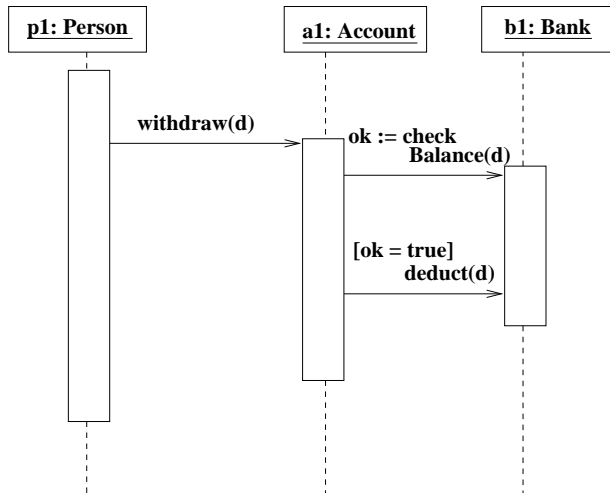 p1: Person
a1: Account
b1: Bank
withdraw(d)
ok := check
Balance(d)
[ok = true]
deduct(d)